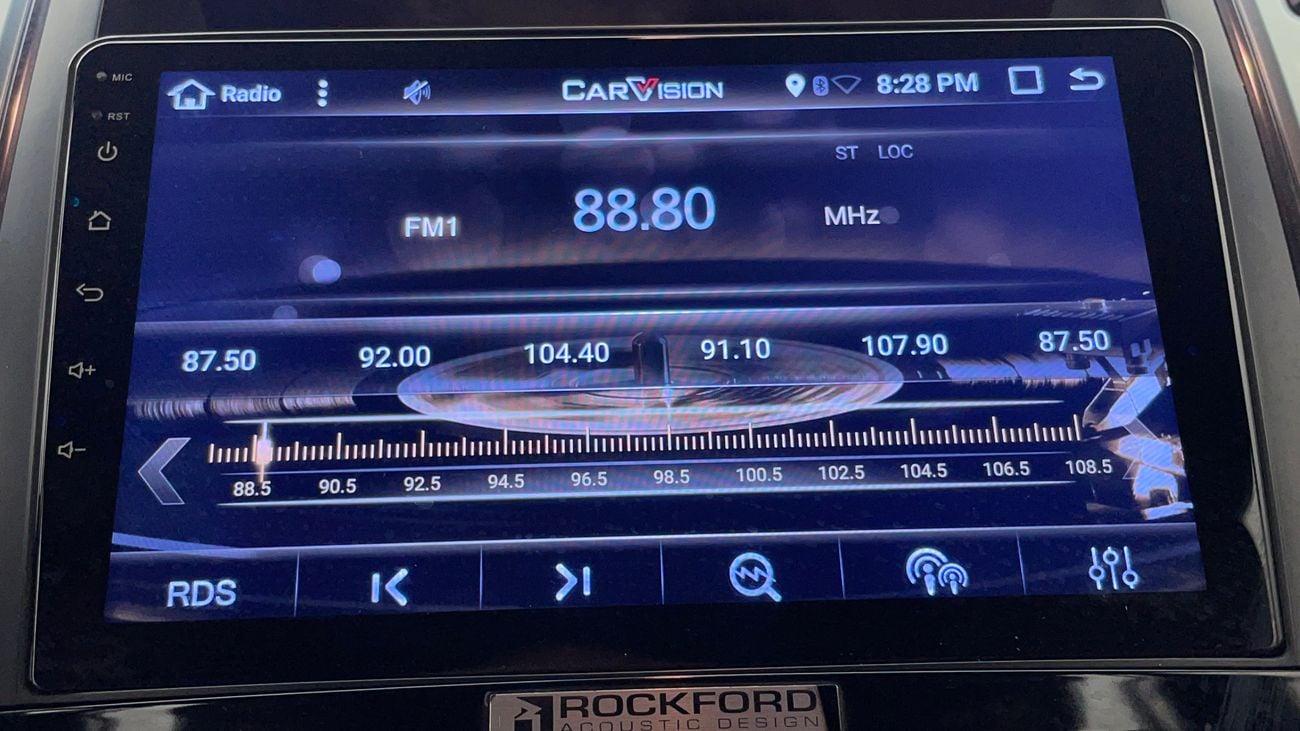 MIC
RST
Radio
CARVISION
8:28 PM
ST LOC
FM1
88.80
MHz
87.50 92.00 104.40 91.10 107.90 87.50
88.5 90.5 92.5 94.5 96.5 98.5 100.5 102.5 104.5 106.5 108.5
RDS
ROCKFORD
ACOUSTIC DESIGN